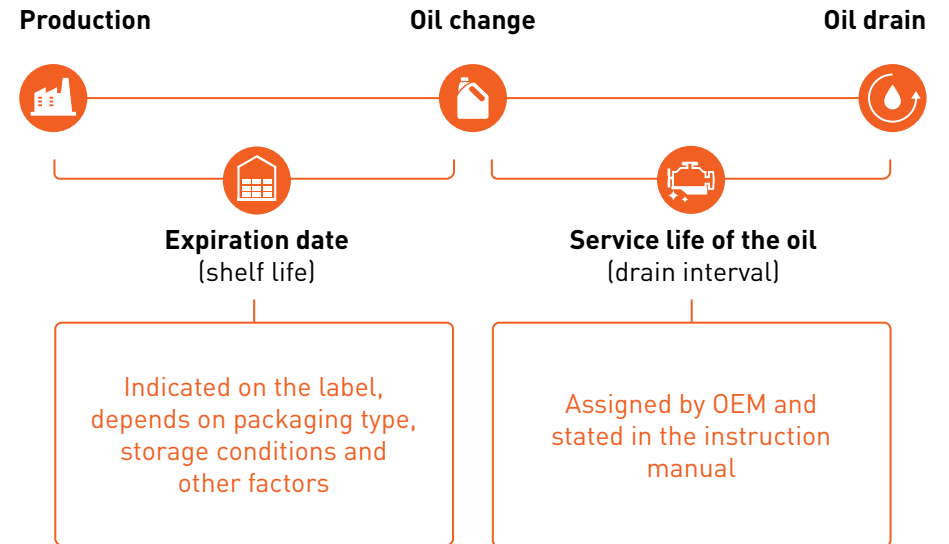 Production
Oil change
Oil drain
Expiration date
(shelf life)
Service life of the oil
(drain interval)
Indicated on the label,
depends on packaging type,
storage conditions and
other factors
Assigned by OEM and
stated in the instruction
manual